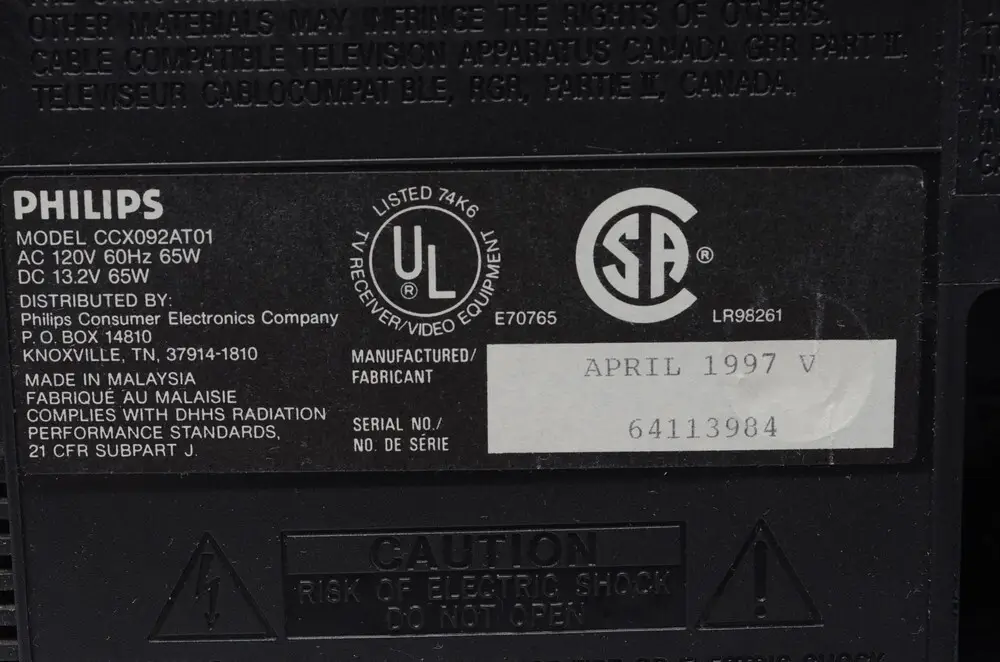 OTHER MATERIALS MAY INFRINGE THE RIGHTS OF OTHERS.
CABLE COMPATIBLE TELEVISION APPARATUS CANADA GRR PART II.
TELEVISEUR CABLOCOMPATIBLE, RGR, PARTIE II, CANADA.
PHILIPS
MODEL CCX092AT01
AC 120V 60Hz 65W
DC 13.2V 65W
DISTRIBUTED BY:
Philips Consumer Electronics Company
P.O. BOX 14810
KNOXVILLE, TN, 37914-1810
MADE IN MALAYSIA
FABRIQUÉ AU MALAISIE
COMPLIES WITH DHHS RADIATION
PERFORMANCE STANDARDS,
21 CFR SUBPART J.
LISTED 74K6
UL ®
TV RECEIVER/VIDEO EQUIPMENT
E70765
SA ®
LR98261
MANUFACTURED/
FABRICANT
APRIL 1997 V
SERIAL NO./
NO. DE SÉRIE
64113984
CAUTION
RISK OF ELECTRIC SHOCK
DO NOT OPEN